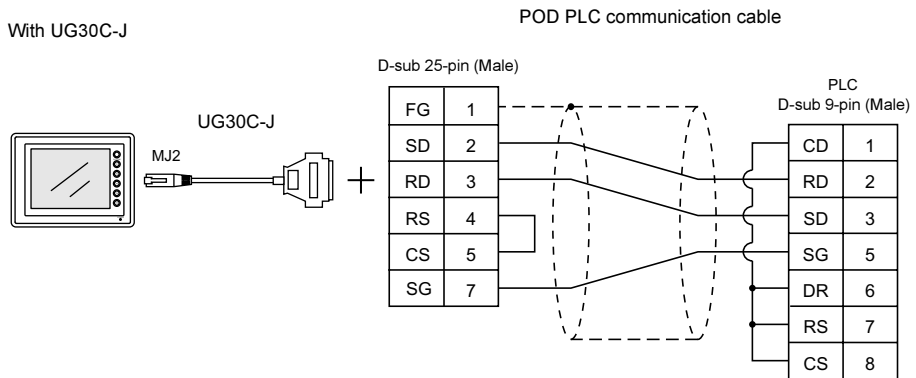 POD PLC communication cable
With UG30C-J
D-sub 25-pin (Male)
PLC
D-sub 9-pin (Male)
UG30C-J
MJ2
+
FG 1
SD 2
RD 3
RS 4
CS 5
SG 7
CD 1
RD 2
SD 3
SG 5
DR 6
RS 7
CS 8